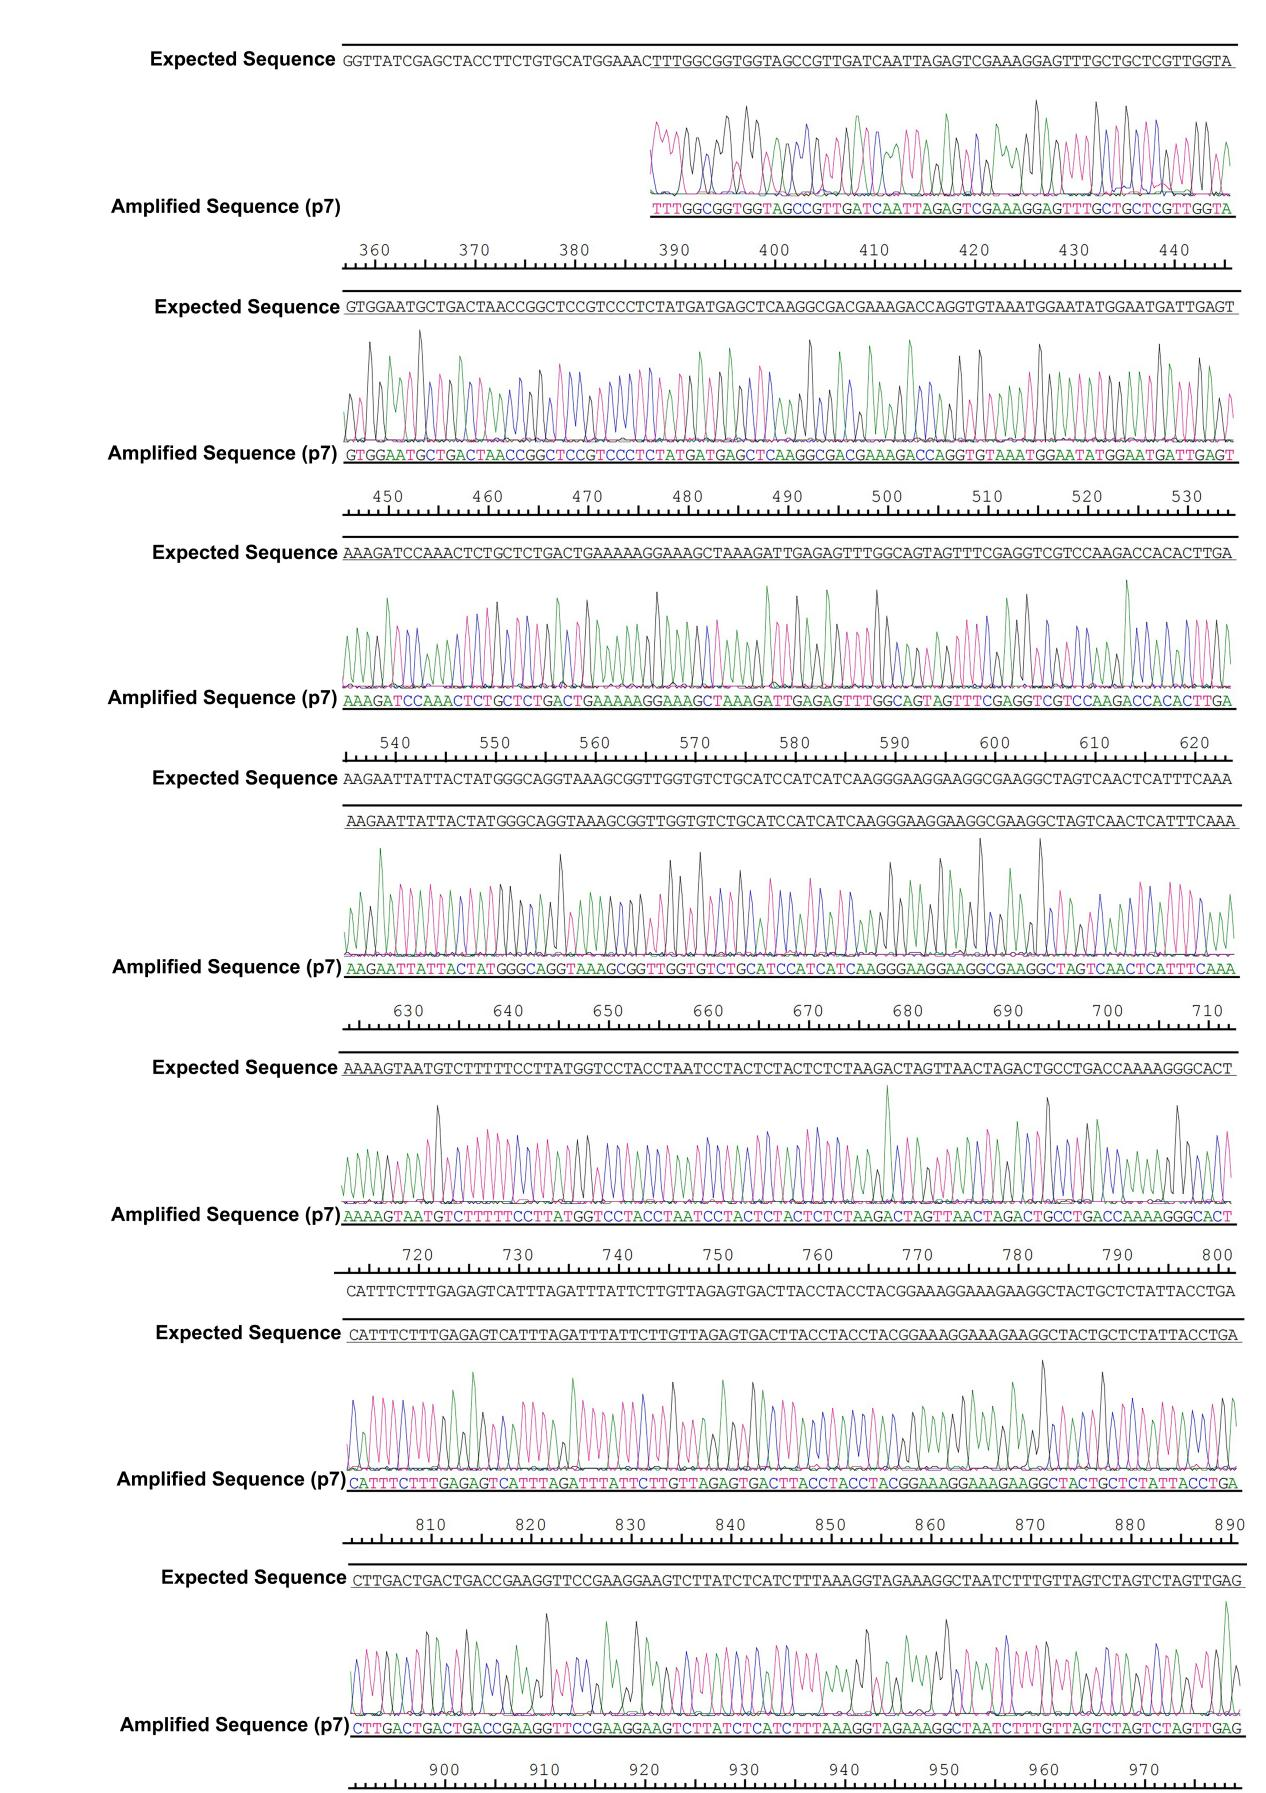 Expected Sequence GGTTATCGAGCTACCTTCTGTGCATGGAAACTTTGGCGGTGGTAGCCGTTGATCAATTAGAGTCGAAAGGAGTTTGCTGCTCGTTGGTA
Amplified Sequence (p7) TTTGGCGGTGGTAGCCGTTGATCAATTAGAGTCGAAAGGAGTTTGCTGCTCGTTGGTA
360 370 380 390 400 410 420 430 440
Expected Sequence GTGGAATGCTGACTAACCGGCTCCGTCCCTCTATGATGAGCTCAAGGCGACGAAAGACCAGGTGTAAATGGAATATGGAATGATTGAGT
Amplified Sequence (p7) GTGGAATGCTGACTAACCGGCTCCGTCCCTCTATGATGAGCTCAAGGCGACGAAAGACCAGGTGTAAATGGAATATGGAATGATTGAGT
450 460 470 480 490 500 510 520 530
Expected Sequence AAAGATCCAAACTCTGCTCTGACTGAAAAAGGAAAGCTAAAGATTGAGAGTTTGGCAGTAGTTTCGAGGTCGTCCAAGACCACACTTGA
Amplified Sequence (p7) AAAGATCCAAACTCTGCTCTGACTGAAAAAGGAAAGCTAAAGATTGAGAGTTTGGCAGTAGTTTCGAGGTCGTCCAAGACCACACTTGA
540 550 560 570 580 590 600 610 620
Expected Sequence AAGAATTATTACTATGGGCAGGTAAAGCGGTTGGTGTCTGCATCCATCATCAAGGGAAGGAAGGCGAAGGCTAGTCAACTCATTTCAAA
AAGAATTATTACTATGGGCAGGTAAAGCGGTTGGTGTCTGCATCCATCATCAAGGGAAGGAAGGCGAAGGCTAGTCAACTCATTTCAAA
Amplified Sequence (p7) AAGAATTATTACTATGGGCAGGTAAAGCGGTTGGTGTCTGCATCCATCATCAAGGGAAGGAAGGCGAAGGCTAGTCAACTCATTTCAAA
630 640 650 660 670 680 690 700 710
Expected Sequence AAAAGTAATGTCTTTTTCCTTATGGTCCTACCTAATCCTACTCTACTCTCTAAGACTAGTTAACTAGACTGCCTGACCAAAAGGGCACT
Amplified Sequence (p7) AAAAGTAATGTCTTTTTCCTTATGGTCCTACCTAATCCTACTCTACTCTCTAAGACTAGTTAACTAGACTGCCTGACCAAAAGGGCACT
720 730 740 750 760 770 780 790 800
CATTTCTTTGAGAGTCATTTAGATTTATTCTTGTTAGAGTGACTTACCTACCTACGGAAAGGAAAGAAGGCTACTGCTCTATTACCTGA
Expected Sequence CATTTCTTTGAGAGTCATTTAGATTTATTCTTGTTAGAGTGACTTACCTACCTACGGAAAGGAAAGAAGGCTACTGCTCTATTACCTGA
Amplified Sequence (p7) CATTTCTTTGAGAGTCATTTAGATTTATTCTTGTTAGAGTGACTTACCTACCTACGGAAAGGAAAGAAGGCTACTGCTCTATTACCTGA
810 820 830 840 850 860 870 880 890
Expected Sequence CTTGACTGACTGACCGAAGGTTCCGAAGGAAGTCTTATCTCATCTTTAAAGGTAGAAAGGCTAATCTTTGTTAGTCTAGTCTAGTTGAG
Amplified Sequence (p7) CTTGACTGACTGACCGAAGGTTCCGAAGGAAGTCTTATCTCATCTTTAAAGGTAGAAAGGCTAATCTTTGTTAGTCTAGTCTAGTTGAG
900 910 920 930 940 950 960 970